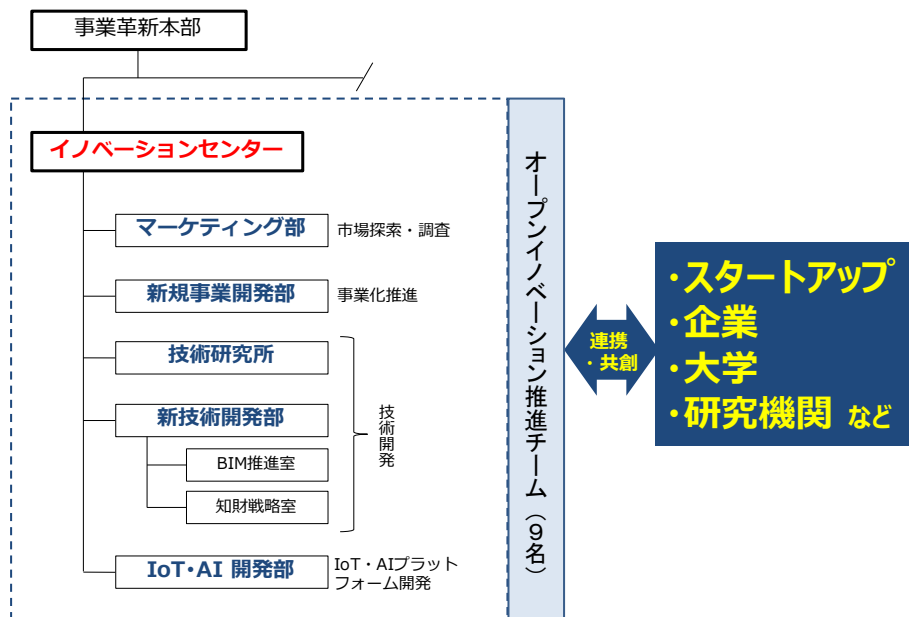 事業革新本部
イノベーションセンター
マーケティング部
市場探索・調査
新規事業開発部
事業化推進
技術研究所
新技術開発部
BIM推進室
知財戦略室
技術開発
IoT・AI 開発部
IoT・AIプラット
フォーム開発
オープンイノベーション推進チーム（９名）
連携
・共創
・スタートアップ
・企業
・大学
・研究機関 など